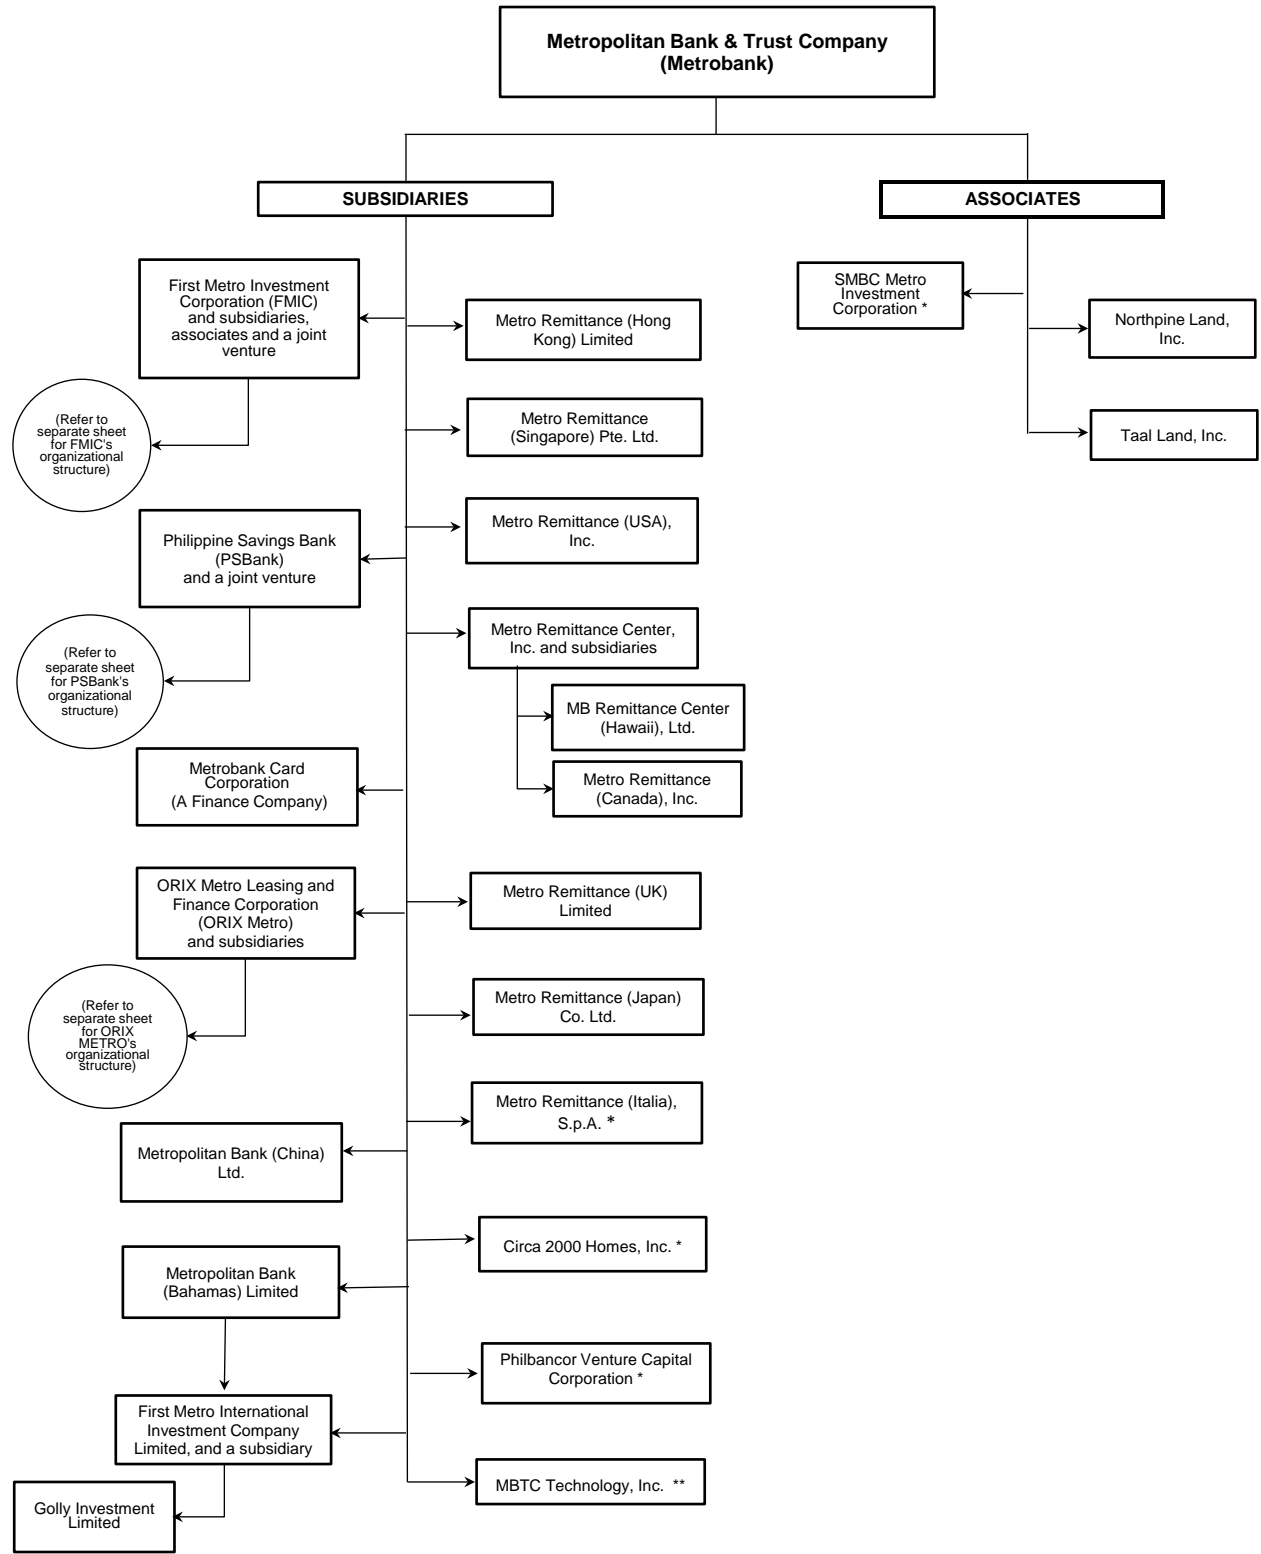 Metropolitan Bank & Trust Company
(Metrobank)
SUBSIDIARIES
ASSOCIATES
First Metro Investment
Corporation (FMIC)
and subsidiaries,
associates and a joint
venture
(Refer to
separate sheet
for FMIC's
organizational
structure)
Philippine Savings Bank
(PSBank)
and a joint venture
(Refer to
separate sheet
for PSBank's
organizational
structure)
Metrobank Card
Corporation
(A Finance Company)
ORIX Metro Leasing and
Finance Corporation
(ORIX Metro)
and subsidiaries
(Refer to
separate sheet
for ORIX
METRO's
organizational
structure)
Metropolitan Bank (China)
Ltd.
Metropolitan Bank
(Bahamas) Limited
First Metro International
Investment Company
Limited, and a subsidiary
Golly Investment
Limited
Metro Remittance (Hong
Kong) Limited
Metro Remittance
(Singapore) Pte. Ltd.
Metro Remittance (USA),
Inc.
Metro Remittance Center,
Inc. and subsidiaries
MB Remittance Center
(Hawaii), Ltd.
Metro Remittance
(Canada), Inc.
Metro Remittance (UK)
Limited
Metro Remittance (Japan)
Co. Ltd.
Metro Remittance (Italia),
S.p.A. *
Circa 2000 Homes, Inc. *
Philbancor Venture Capital
Corporation *
MBTC Technology, Inc. **
SMBC Metro
Investment
Corporation *
Northpine Land,
Inc.
Taal Land, Inc.